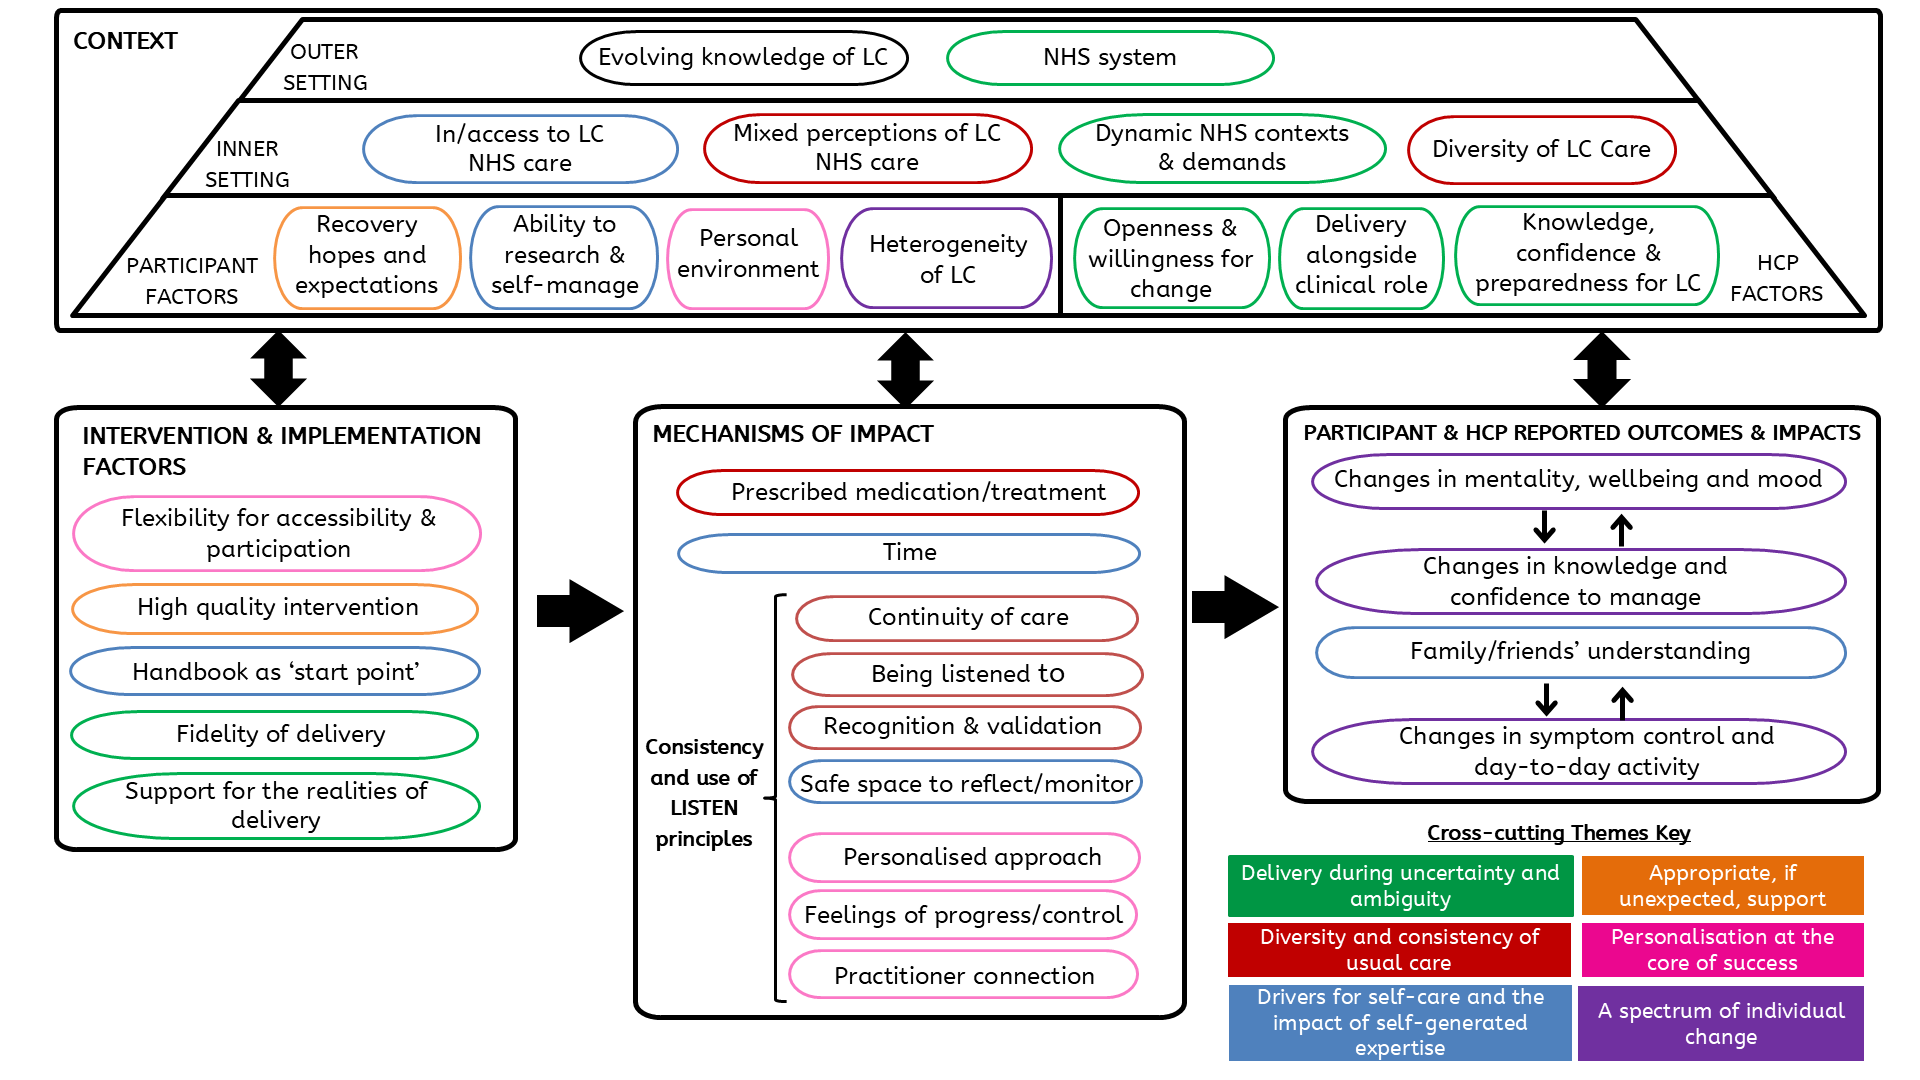 CONTEXT
OUTER
SETTING
Evolving knowledge of LC
NHS system
INNER
SETTING
In/access to LC
NHS care
Mixed perceptions of LC
NHS care
Dynamic NHS contexts
& demands
Diversity of LC Care
PARTICIPANT
FACTORS
Recovery
hopes and
expectations
Ability to
research &
self-manage
Personal
environment
Heterogeneity
of LC
Openness &
willingness for
change
Delivery
alongside
clinical role
Knowledge,
confidence &
preparedness for LC
HCP
FACTORS
INTERVENTION & IMPLEMENTATION
FACTORS
Flexibility for accessibility &
participation
High quality intervention
Handbook as ‘start point’
Fidelity of delivery
Support for the realities of
delivery
MECHANISMS OF IMPACT
Prescribed medication/treatment
Time
Consistency
and use of
LISTEN
principles
Continuity of care
Being listened to
Recognition & validation
Safe space to reflect/monitor
Personalised approach
Feelings of progress/control
Practitioner connection
PARTICIPANT & HCP REPORTED OUTCOMES & IMPACTS
Changes in mentality, wellbeing and mood
Changes in knowledge and
confidence to manage
Family/friends’ understanding
Changes in symptom control and
day-to-day activity
Cross-cutting Themes Key
Delivery during uncertainty and
ambiguity
Appropriate, if
unexpected, support
Diversity and consistency of
usual care
Personalisation at the
core of success
Drivers for self-care and the
impact of self-generated
expertise
A spectrum of individual
change